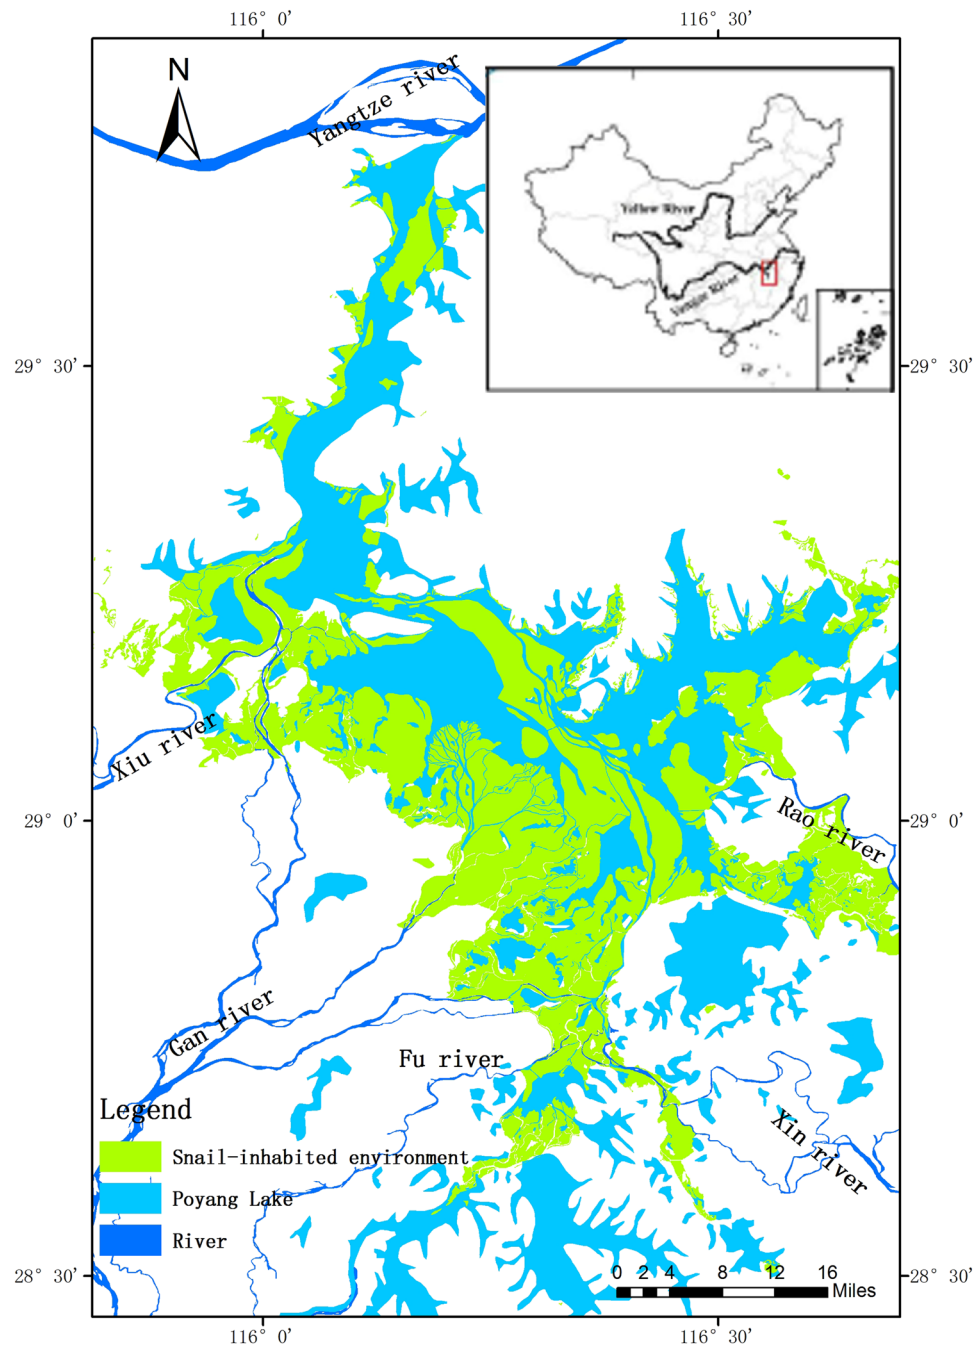 116° 0′
116° 30′
N
Yangtze river
Yellow River
Yangtze River
29° 30′
29° 30′
Xiu river
Rao river
29° 0′
29° 0′
Gan river
Fu river
Xin river
Legend
Snail-inhabited environment
Poyang Lake
River
28° 30′
28° 30′
0 2 4 8 12 16
Miles
116° 0′
116° 30′